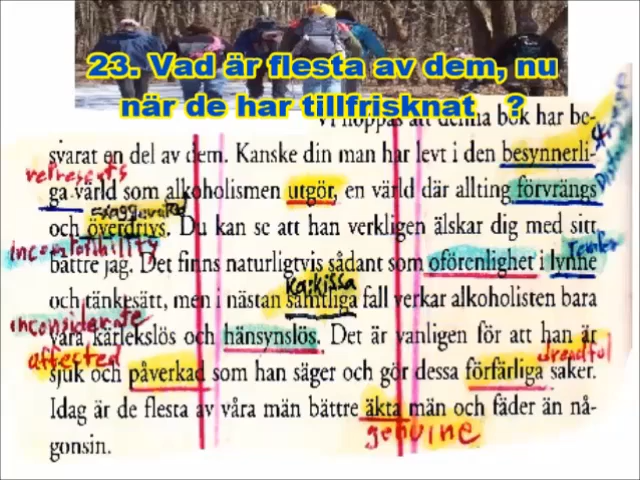 23. Vad är flesta av dem, nu
när de har tillfrisknat ?
Vi hoppas att denna bok har be-
svarat en del av dem. Kanske din man har levt i den besynnerli-
represents
ga värld som alkoholismen utgör, en värld där allting förvrängs
exaggerated
och överdrivs. Du kan se att han verkligen älskar dig med sitt
incompatibility
bättre jag. Det finns naturligtvis sådant som oförenlighet i lynne
kaikissa
och tänkesätt, men i nästan samtliga fall verkar alkoholisten bara
inconsiderate
vara kärlekslös och hänsynslös. Det är vanligen för att han är
affected
dreadful
sjuk och påverkad som han säger och gör dessa förfärliga saker.
Idag är de flesta av våra män bättre äkta män och fäder än nå-
genuine
gonsin.